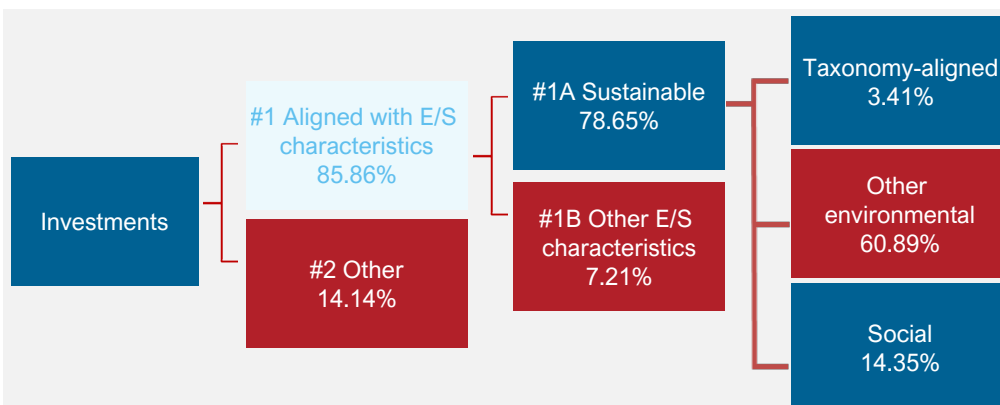 Investments
#1 Aligned with E/S
characteristics
85.86%
#2 Other
14.14%
#1A Sustainable
78.65%
#1B Other E/S
characteristics
7.21%
Taxonomy-aligned
3.41%
Other
environmental
60.89%
Social
14.35%